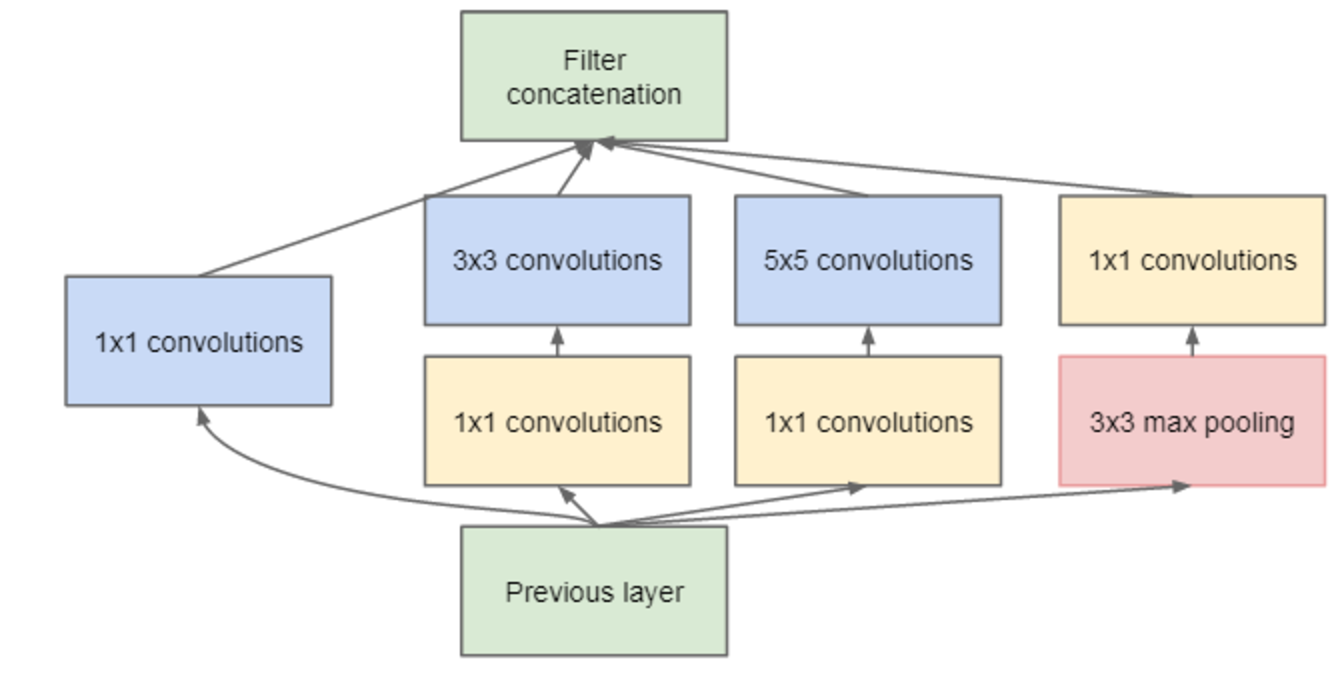 Filter
concatenation
3x3 convolutions
5x5 convolutions
1x1 convolutions
1x1 convolutions
1x1 convolutions
1x1 convolutions
3x3 max pooling
Previous layer